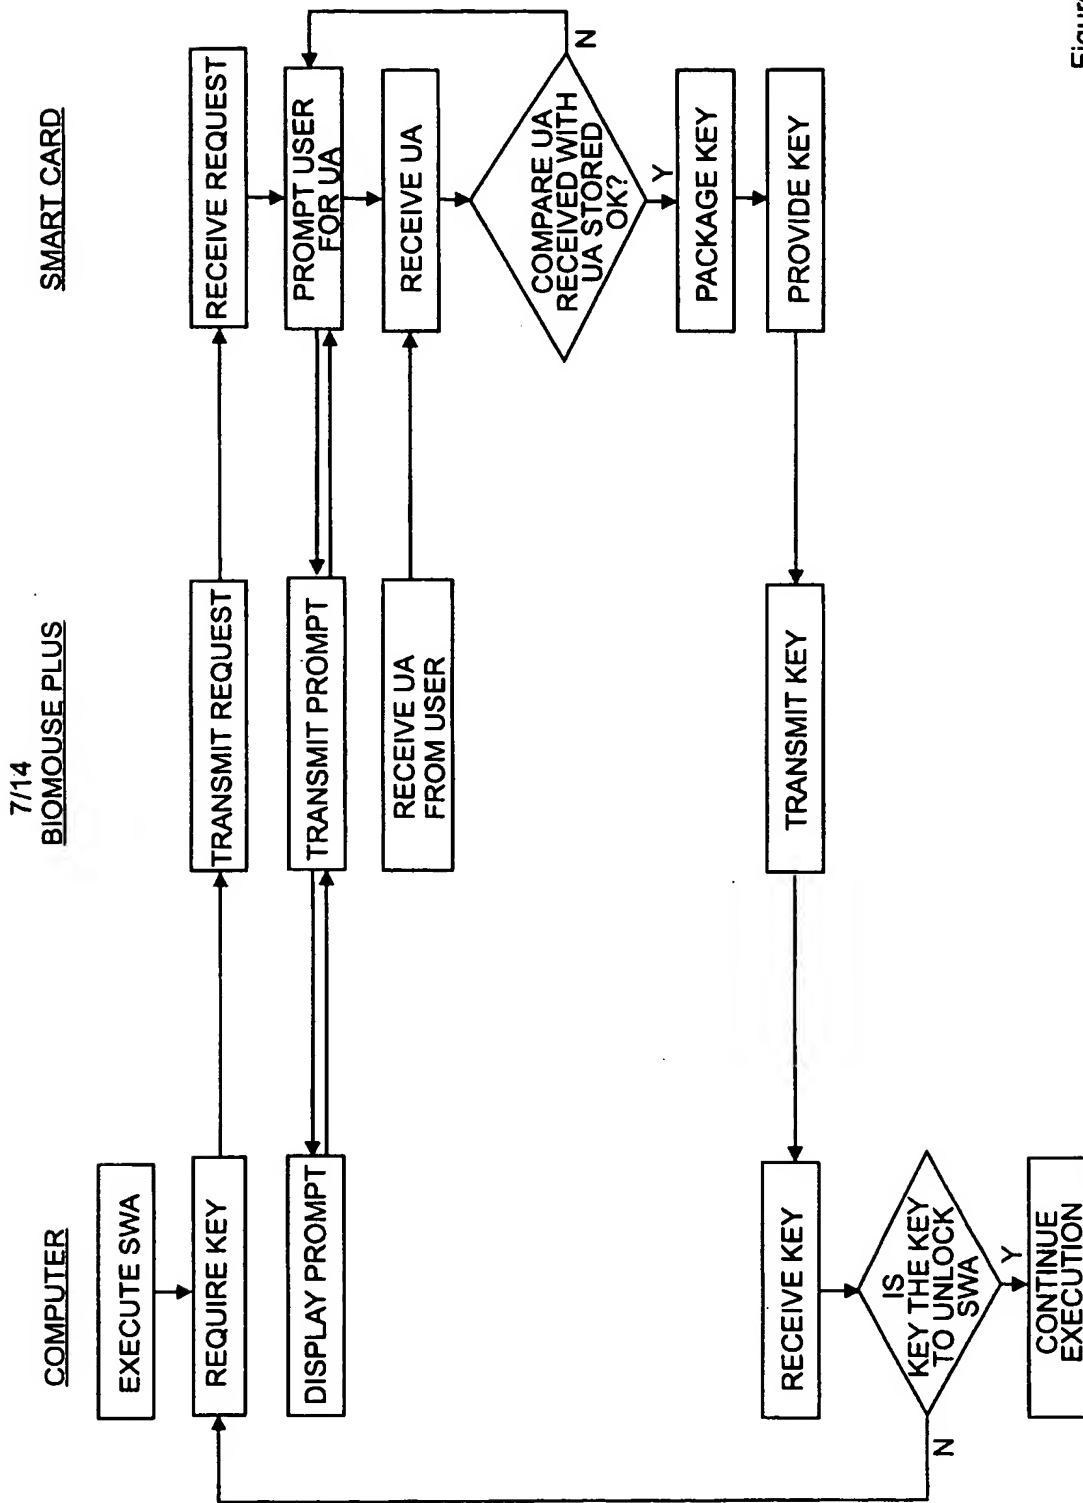 7/14
COMPUTER
BIOMOUSE PLUS
SMART CARD
EXECUTE SWA
REQUIRE KEY
TRANSMIT REQUEST
RECEIVE REQUEST
DISPLAY PROMPT
TRANSMIT PROMPT
PROMPT USER
FOR UA
RECEIVE UA
FROM USER
RECEIVE UA
COMPARE UA
RECEIVED WITH
UA STORED
OK?
N
Y
PACKAGE KEY
PROVIDE KEY
TRANSMIT KEY
RECEIVE KEY
IS
KEY THE KEY
TO UNLOCK
SWA
N
Y
CONTINUE
EXECUTION
Figure